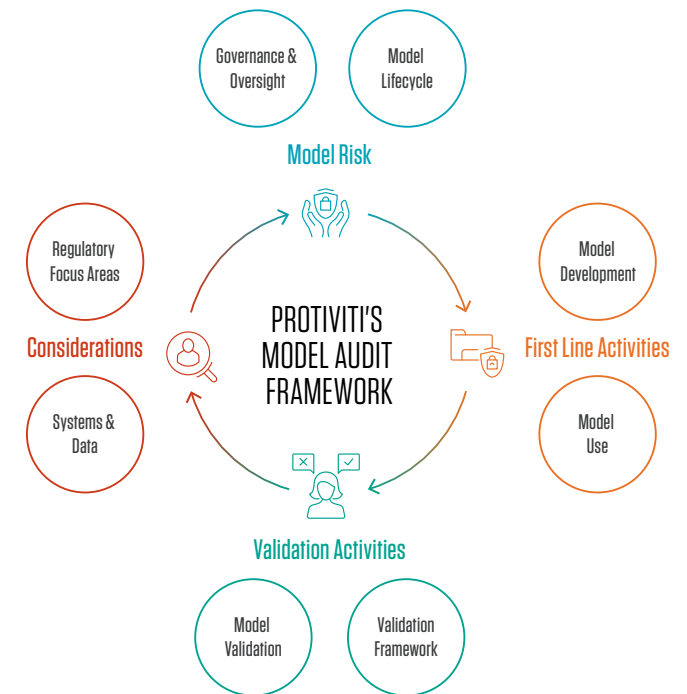 Governance &
Oversight
Model
Lifecycle
Model Risk
Regulatory
Focus Areas
Considerations
Systems &
Data
PROTIVITI'S
MODEL AUDIT
FRAMEWORK
Model
Development
First Line Activities
Model
Use
Validation Activities
Model
Validation
Validation
Framework